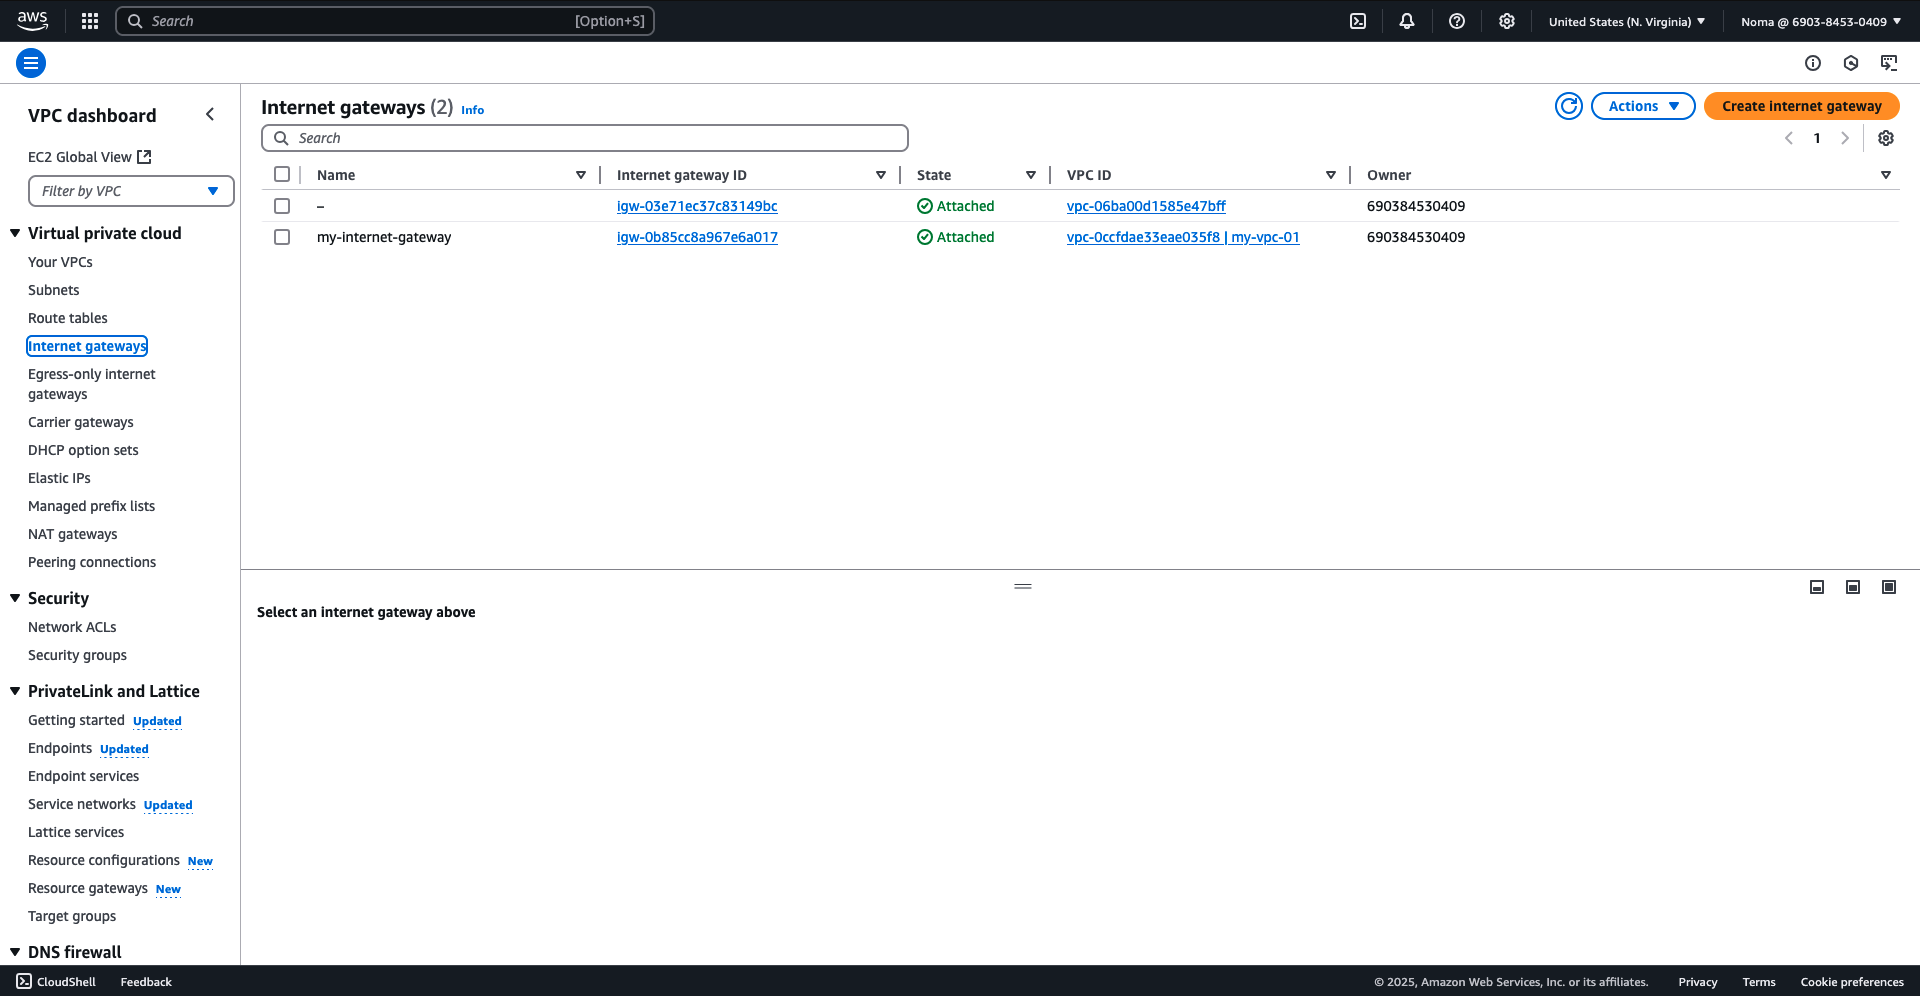 aws
Search [Option+S] United States (N. Virginia) Noma @ 6903-8453-0409
VPC dashboard
EC2 Global View
Filter by VPC
Virtual private cloud
Your VPCs
Subnets
Route tables
Internet gateways
Egress-only internet
gateways
Carrier gateways
DHCP option sets
Elastic IPs
Managed prefix lists
NAT gateways
Peering connections
Security
Network ACLs
Security groups
PrivateLink and Lattice
Getting started Updated
Endpoints Updated
Endpoint services
Service networks Updated
Lattice services
Resource configurations New
Resource gateways New
Target groups
DNS firewall
Internet gateways (2) Info
Actions Create internet gateway
Search
1
Name Internet gateway ID State VPC ID Owner
– igw-03e71ec37c83149bc Attached vpc-06ba00d1585e47bff 690384530409
my-internet-gateway igw-0b85cc8a967e6a017 Attached vpc-0ccfdae33eae035f8 | my-vpc-01 690384530409
Select an internet gateway above
CloudShell Feedback © 2025, Amazon Web Services, Inc. or its affiliates. Privacy Terms Cookie preferences